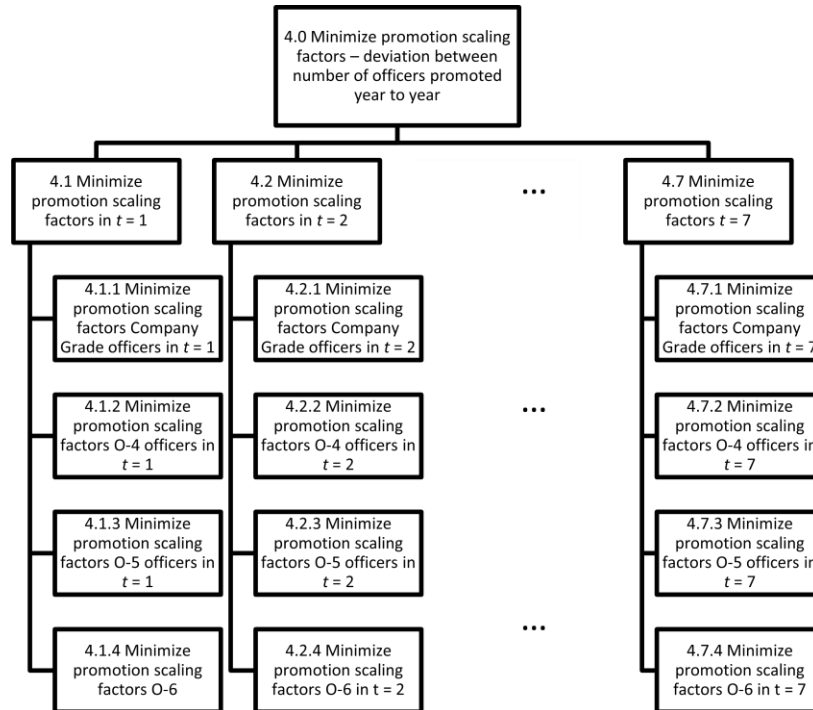 4.0 Minimize promotion scaling
factors – deviation between
number of officers promoted
year to year
4.1 Minimize
promotion scaling
factors in t = 1
4.2 Minimize
promotion scaling
factors in t = 2
...
4.7 Minimize
promotion scaling
factors t = 7
4.1.1 Minimize
promotion scaling
factors Company
Grade officers in t = 1
4.2.1 Minimize
promotion scaling
factors Company
Grade officers in t = 2
4.7.1 Minimize
promotion scaling
factors Company
Grade officers in t = 7
4.1.2 Minimize
promotion scaling
factors O-4 officers in
t = 1
4.2.2 Minimize
promotion scaling
factors O-4 officers in
t = 2
...
4.7.2 Minimize
promotion scaling
factors O-4 officers in
t = 7
4.1.3 Minimize
promotion scaling
factors O-5 officers in
t = 1
4.2.3 Minimize
promotion scaling
factors O-5 officers in
t = 2
4.7.3 Minimize
promotion scaling
factors O-5 officers in
t = 7
...
4.1.4 Minimize
promotion scaling
factors O-6
4.2.4 Minimize
promotion scaling
factors O-6 in t = 2
4.7.4 Minimize
promotion scaling
factors O-6 in t = 7